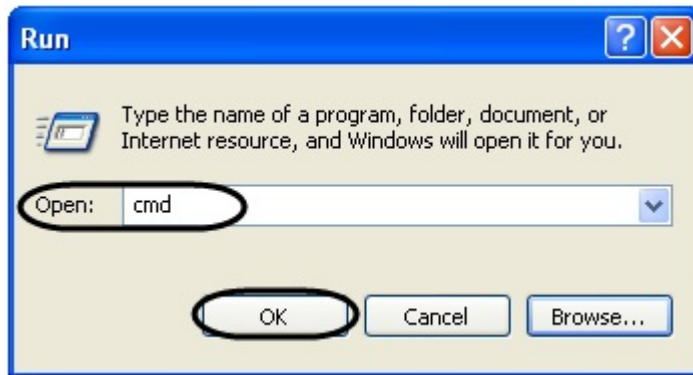 Run
Type the name of a program, folder, document, or
Internet resource, and Windows will open it for you.
Open: cmd
OK Cancel Browse...